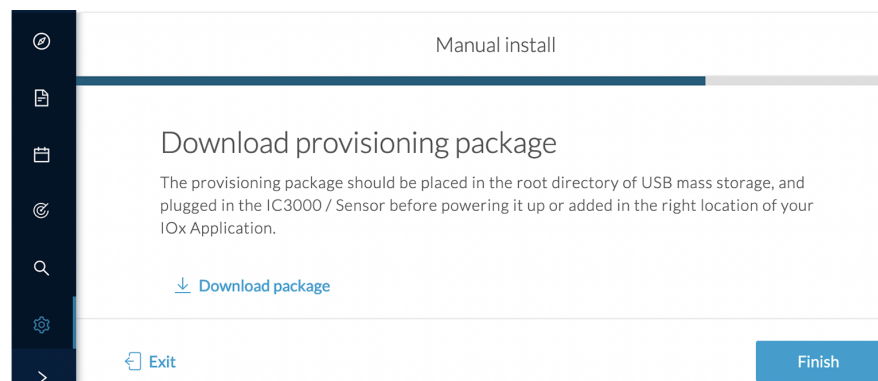 Manual install
Download provisioning package
The provisioning package should be placed in the root directory of USB mass storage, and
plugged in the IC3000 / Sensor before powering it up or added in the right location of your
IOx Application.
Download package
Exit
Finish